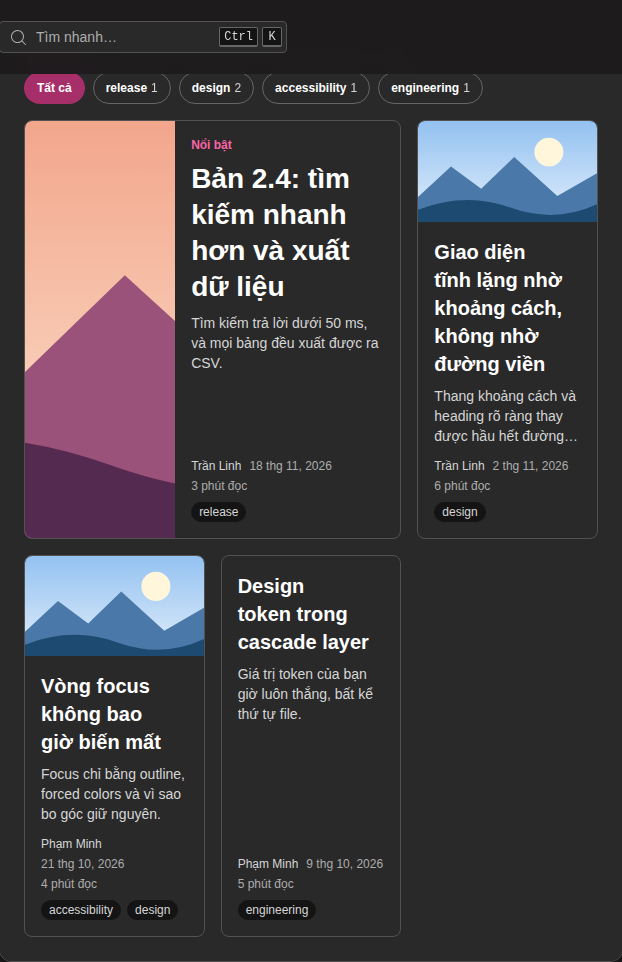 Tìm nhanh… Ctrl K
Tất cả release 1 design 2 accessibility 1 engineering 1
Nổi bật
Bản 2.4: tìm
kiếm nhanh
hơn và xuất
dữ liệu
Tìm kiếm trả lời dưới 50 ms,
và mọi bảng đều xuất được ra
CSV.
Trần Linh 18 thg 11, 2026
3 phút đọc
release
Giao diện
tĩnh lặng nhờ
khoảng cách,
không nhờ
đường viền
Thang khoảng cách và
heading rõ ràng thay
được hầu hết đường…
Trần Linh 2 thg 11, 2026
6 phút đọc
design
Vòng focus
không bao
giờ biến mất
Focus chỉ bằng outline,
forced colors và vì sao
bo góc giữ nguyên.
Phạm Minh
21 thg 10, 2026
4 phút đọc
accessibility design
Design
token trong
cascade layer
Giá trị token của bạn
giờ luôn thắng, bất kể
thứ tự file.
Phạm Minh 9 thg 10, 2026
5 phút đọc
engineering